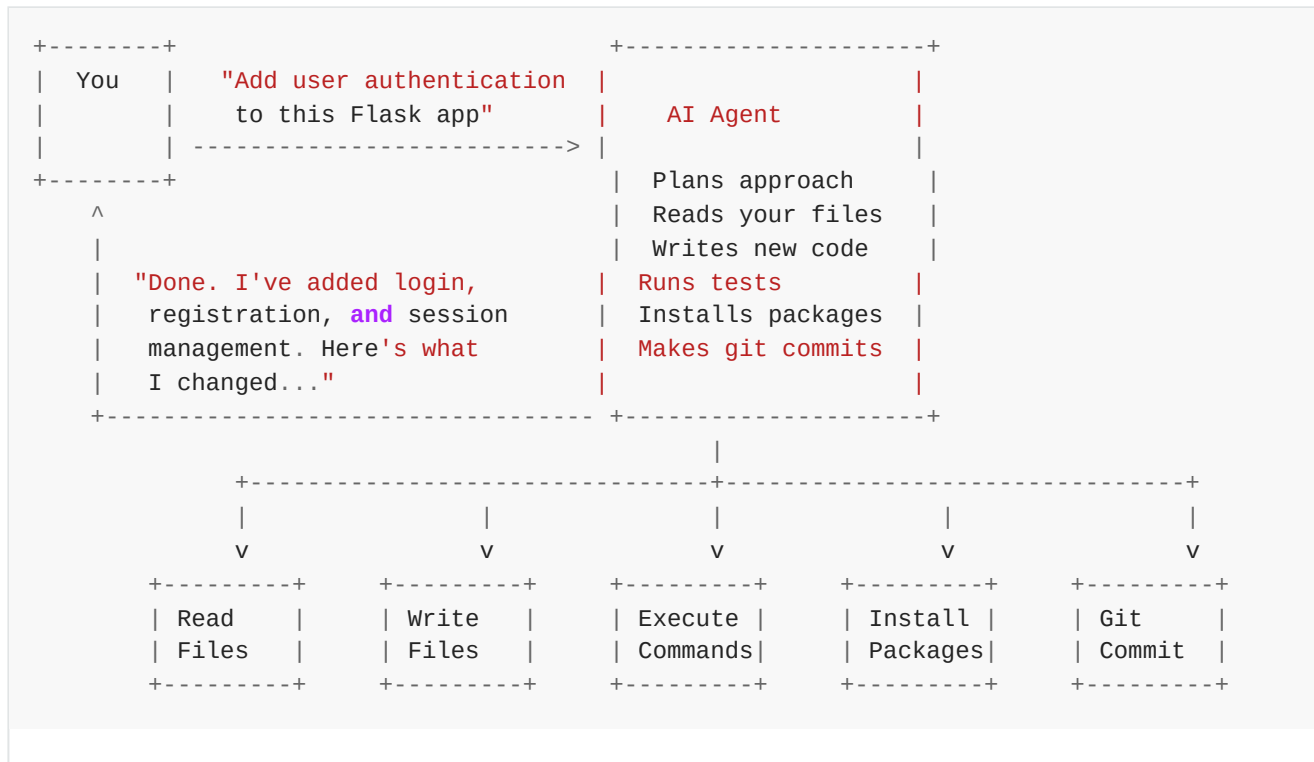 +--------+                              +---------------------+
|  You   |   "Add user authentication  |                     |
|        |    to this Flask app"       |    AI Agent         |
|        | --------------------------> |                     |
+--------+                              |  Plans approach     |
    ^                                   |  Reads your files   |
    |                                   |  Writes new code    |
    |  "Done. I've added login,        |  Runs tests         |
    |   registration, and session      |  Installs packages  |
    |   management. Here's what        |  Makes git commits  |
    |   I changed..."                  |                     |
    +---------------------------------- +---------------------+
                                               |
              +--------------------------------+--------------------------------+
              |                |               |               |                |
              v                v               v               v                v
        +---------+     +---------+     +---------+     +---------+     +---------+
        | Read    |     | Write   |     | Execute |     | Install |     | Git     |
        | Files   |     | Files   |     | Commands|     | Packages|     | Commit  |
        +---------+     +---------+     +---------+     +---------+     +---------+